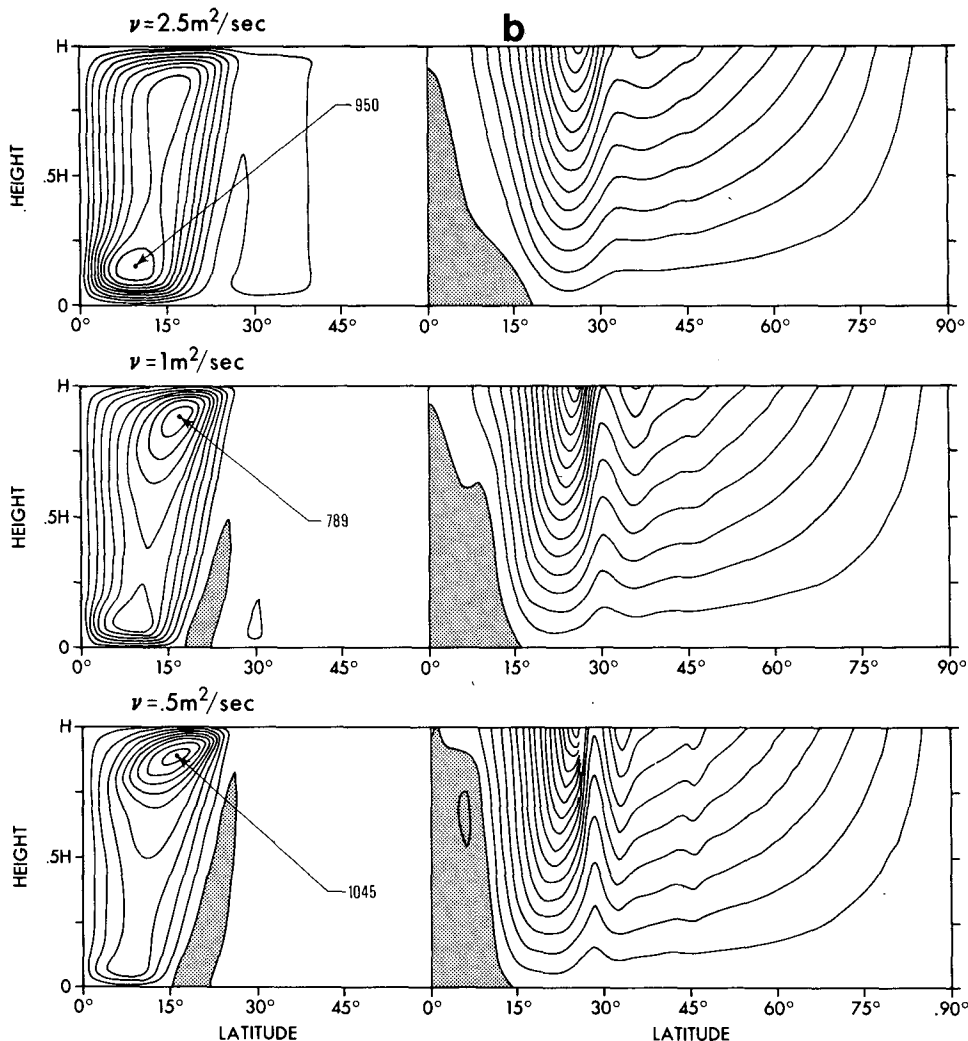 b
ν = 2.5m²/sec
H
.5H
0
HEIGHT
950
0° 15° 30° 45° 0° 15° 30° 45° 60° 75° 90°
ν = 1m²/sec
H
.5H
0
HEIGHT
789
0° 15° 30° 45° 0° 15° 30° 45° 60° 75° 90°
ν = .5m²/sec
H
.5H
0
HEIGHT
1045
0° 15° 30° 45° 0° 15° 30° 45° 60° 75° .90°
LATITUDE LATITUDE